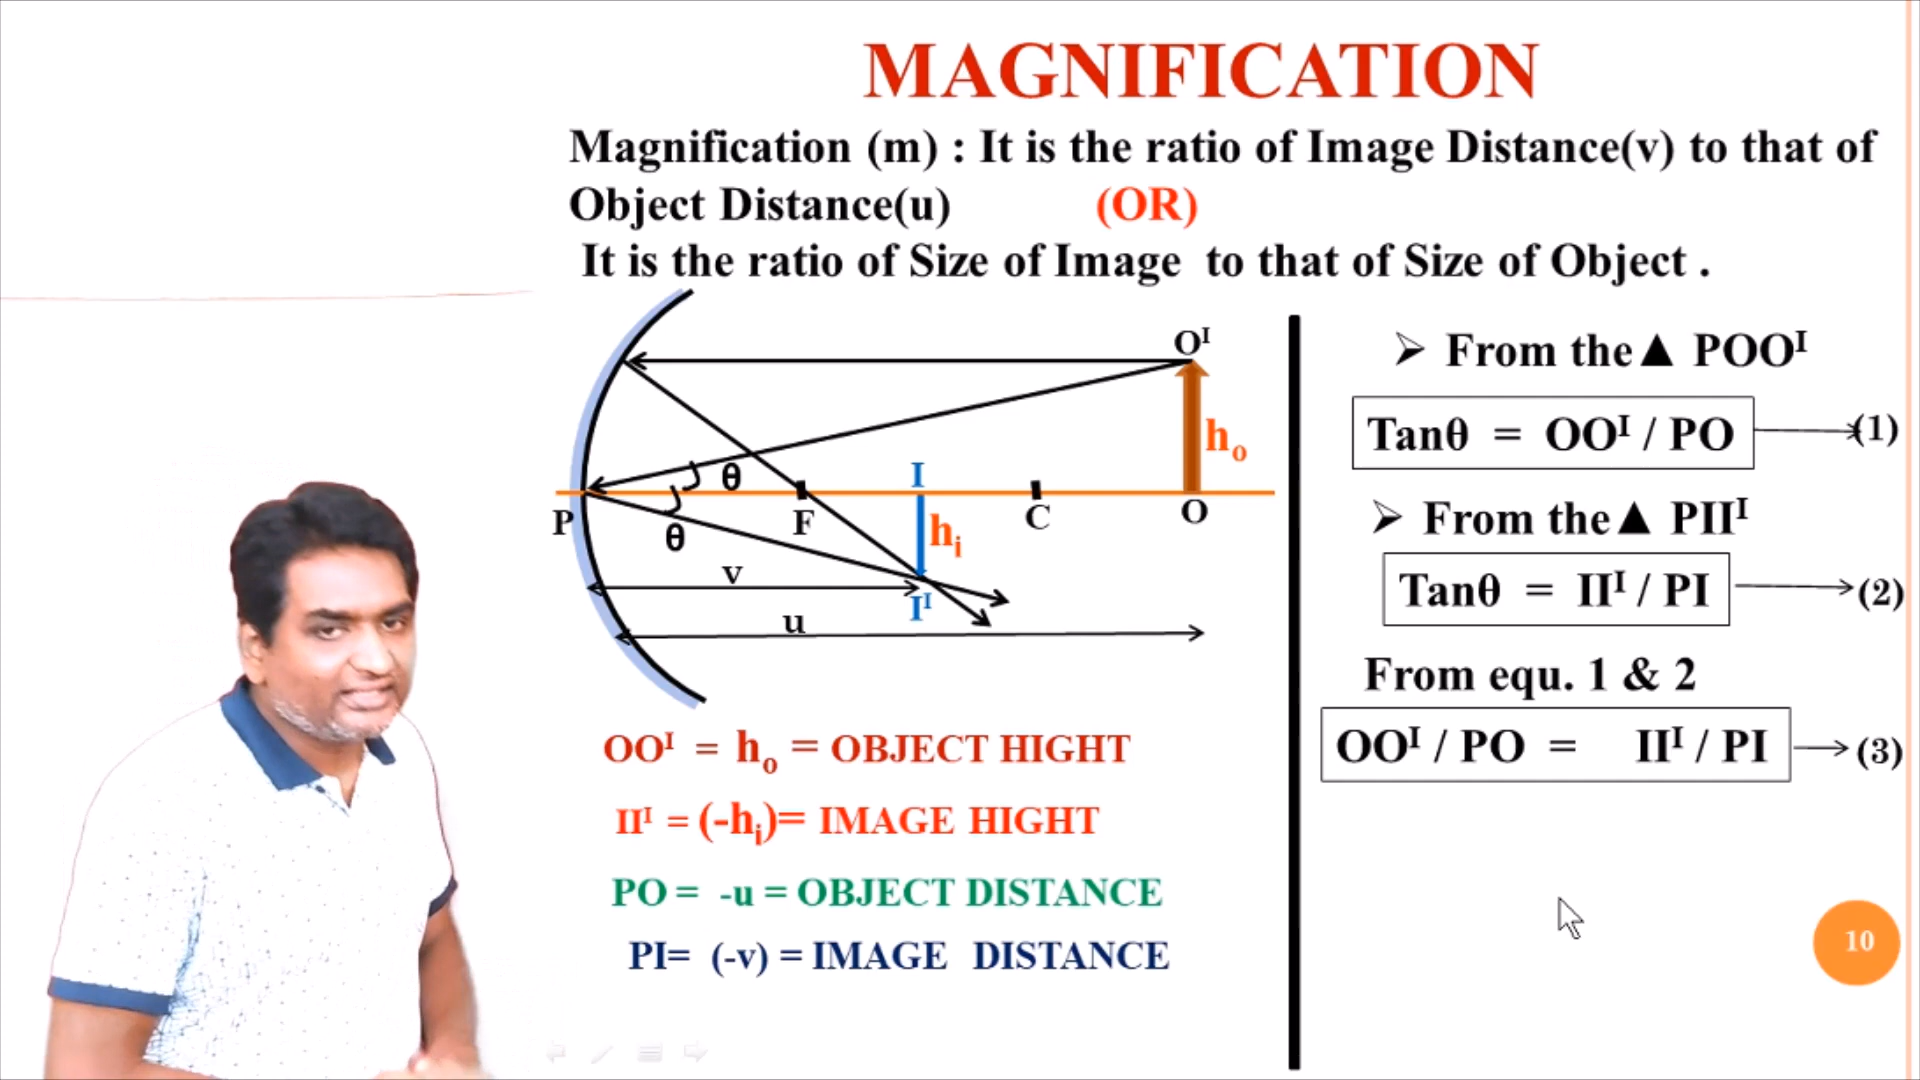 MAGNIFICATION
Magnification (m) : It is the ratio of Image Distance(v) to that of
Object Distance(u) (OR)
It is the ratio of Size of Image to that of Size of Object .
Oᴵ
hₒ
θ
I
P
F
hᵢ
C
O
θ
v
Iᴵ
u
OOᴵ = hₒ = OBJECT HIGHT
IIᴵ = (-hᵢ)= IMAGE HIGHT
PO = -u = OBJECT DISTANCE
PI= (-v) = IMAGE DISTANCE
➢ From the▲ POOᴵ
Tanθ = OOᴵ / PO (1)
➢ From the▲ PIIᴵ
Tanθ = IIᴵ / PI (2)
From equ. 1 & 2
OOᴵ / PO = IIᴵ / PI (3)
10